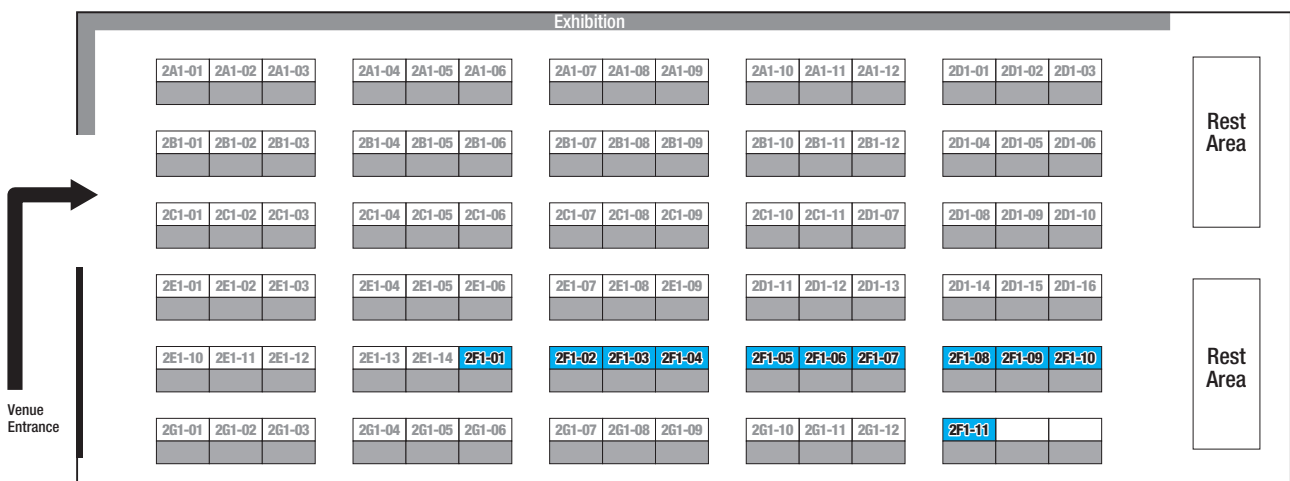 Exhibition
2A1-01 2A1-02 2A1-03 2A1-04 2A1-05 2A1-06 2A1-07 2A1-08 2A1-09 2A1-10 2A1-11 2A1-12 2D1-01 2D1-02 2D1-03
Rest
Area
2B1-01 2B1-02 2B1-03 2B1-04 2B1-05 2B1-06 2B1-07 2B1-08 2B1-09 2B1-10 2B1-11 2B1-12 2D1-04 2D1-05 2D1-06
2C1-01 2C1-02 2C1-03 2C1-04 2C1-05 2C1-06 2C1-07 2C1-08 2C1-09 2C1-10 2C1-11 2D1-07 2D1-08 2D1-09 2D1-10
2E1-01 2E1-02 2E1-03 2E1-04 2E1-05 2E1-06 2E1-07 2E1-08 2E1-09 2D1-11 2D1-12 2D1-13 2D1-14 2D1-15 2D1-16
2E1-10 2E1-11 2E1-12 2E1-13 2E1-14 2F1-01 2F1-02 2F1-03 2F1-04 2F1-05 2F1-06 2F1-07 2F1-08 2F1-09 2F1-10
Rest
Area
Venue
Entrance
2G1-01 2G1-02 2G1-03 2G1-04 2G1-05 2G1-06 2G1-07 2G1-08 2G1-09 2G1-10 2G1-11 2G1-12 2F1-11